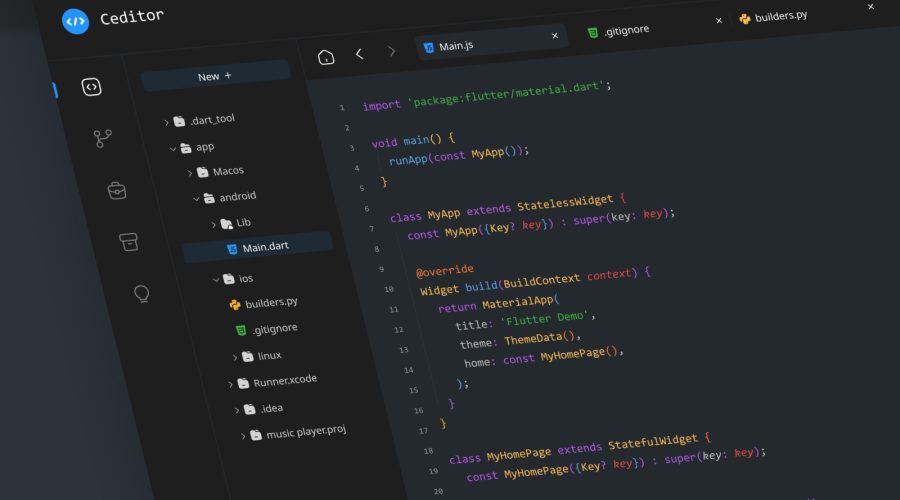 Ceditor
New +
.dart_tool
app
Macos
android
Lib
Main.dart
ios
builders.py
.gitignore
linux
Runner.xcode
.idea
music player.proj
Main.js
.gitignore
builders.py
1 import 'package:flutter/material.dart';
2
3 void main() {
4 runApp(const MyApp());
5 }
6
7 class MyApp extends StatelessWidget {
8 const MyApp({Key? key}) : super(key: key);
9 @override
10 Widget build(BuildContext context) {
11 return MaterialApp(
12 title: 'Flutter Demo',
13 theme: ThemeData(),
14 home: const MyHomePage(),
15 );
16 }
17 }
18
19 class MyHomePage extends StatefulWidget {
20 const MyHomePage({Key? key}) : super(key: key);